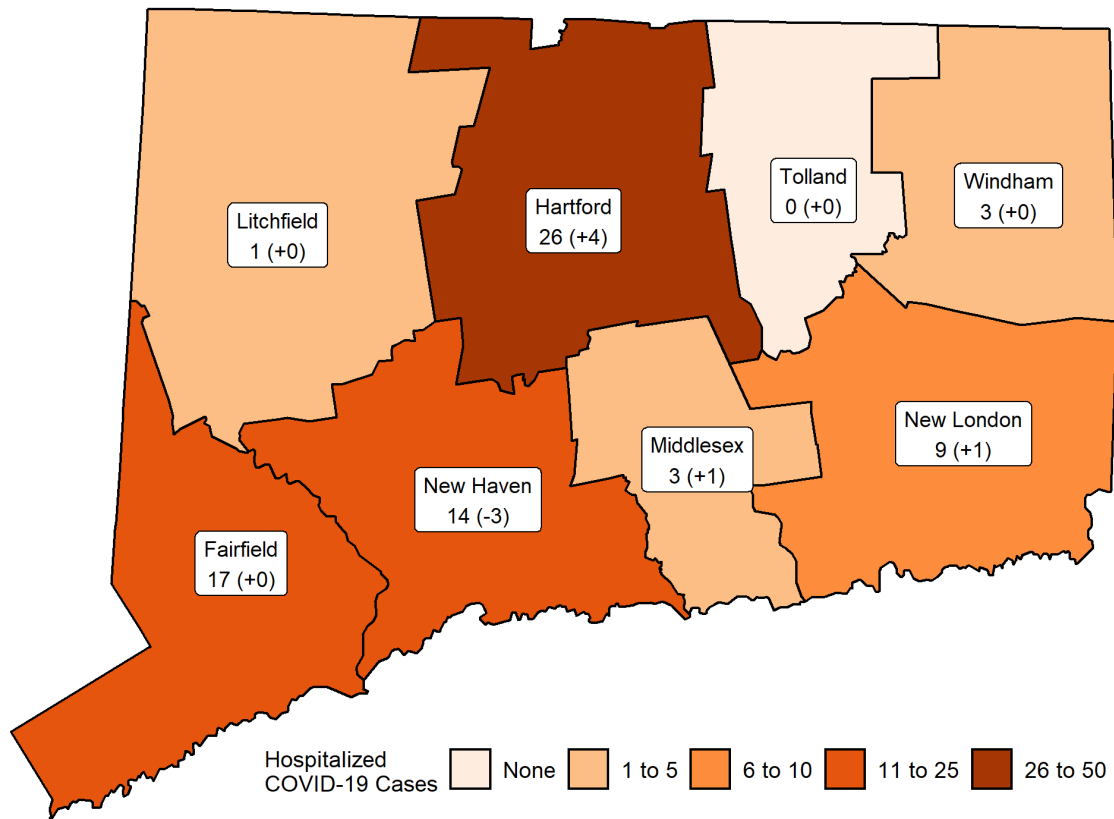 Tolland
0 (+0)
Windham
3 (+0)
Litchfield
1 (+0)
Hartford
26 (+4)
New London
9 (+1)
Middlesex
3 (+1)
New Haven
14 (-3)
Fairfield
17 (+0)
Hospitalized
COVID-19 Cases
None
1 to 5
6 to 10
11 to 25
26 to 50